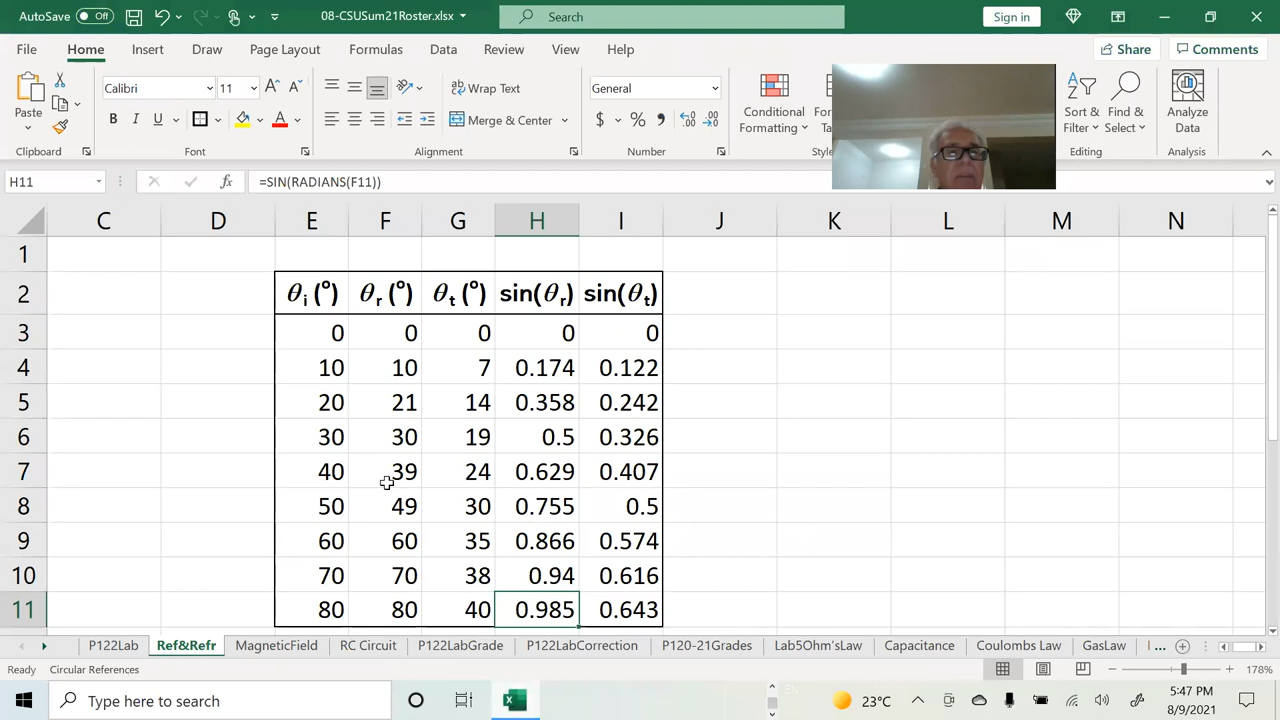 AutoSave Off 08-CSUSum21Roster.xlsx Search Sign in
File Home Insert Draw Page Layout Formulas Data Review View Help Share Comments
Calibri 11 A A Wrap Text General
Paste B I U A Merge & Center $ % Conditional Formatting Sort & Filter Find & Select Analyze Data
Clipboard Font Alignment Number Editing Analysis
H11 fx =SIN(RADIANS(F11))
C D E F G H I J K L M N
1
2 θi (°) θr (°) θt (°) sin(θr) sin(θt)
3 0 0 0 0 0
4 10 10 7 0.174 0.122
5 20 21 14 0.358 0.242
6 30 30 19 0.5 0.326
7 40 39 24 0.629 0.407
8 50 49 30 0.755 0.5
9 60 60 35 0.866 0.574
10 70 70 38 0.94 0.616
11 80 80 40 0.985 0.643
P122Lab Ref&Refr MagneticField RC Circuit P122LabGrade P122LabCorrection P120-21Grades Lab5Ohm'sLaw Capacitance Coulombs Law GasLaw ...
Ready Circular References 178%
Type here to search 23°C 5:47 PM
8/9/2021